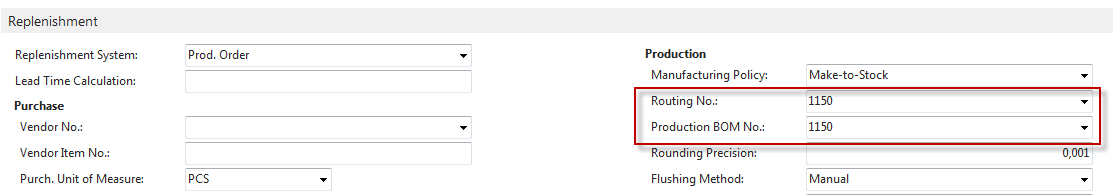 Replenishment
Replenishment System: Prod. Order
Lead Time Calculation:
Purchase
Vendor No.:
Vendor Item No.:
Purch. Unit of Measure: PCS
Production
Manufacturing Policy: Make-to-Stock
Routing No.: 1150
Production BOM No.: 1150
Rounding Precision: 0,001
Flushing Method: Manual